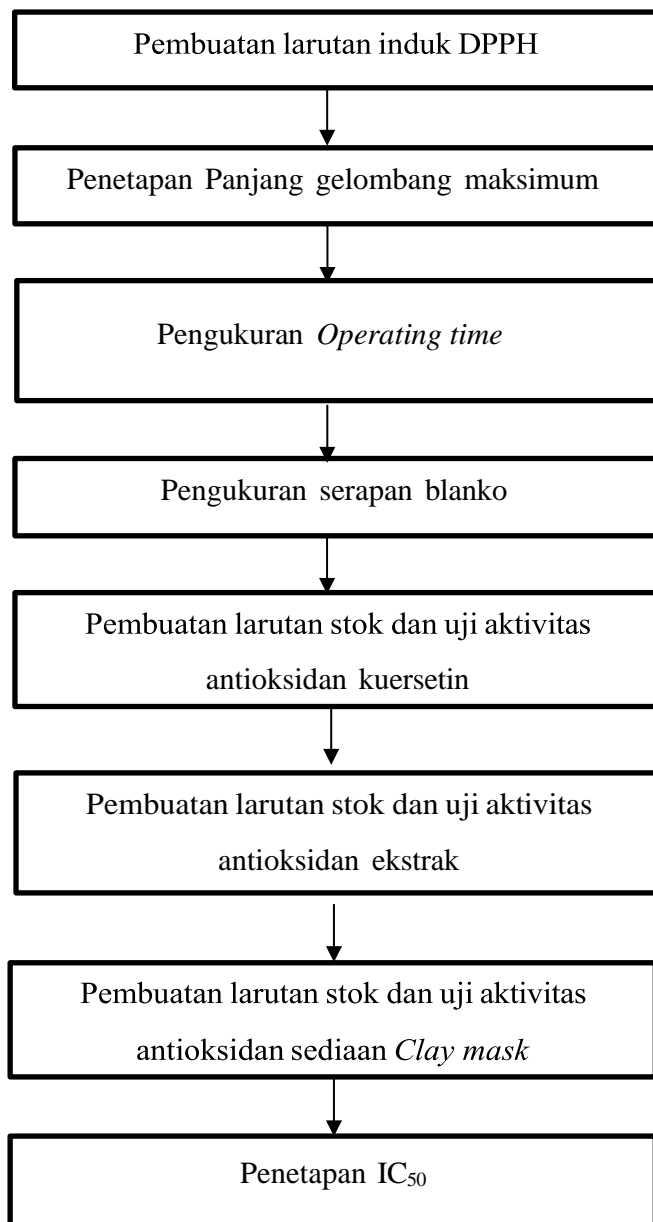 Pembuatan larutan induk DPPH
Penetapan Panjang gelombang maksimum
Pengukuran Operating time
Pengukuran serapan blanko
Pembuatan larutan stok dan uji aktivitas
antioksidan kuersetin
Pembuatan larutan stok dan uji aktivitas
antioksidan ekstrak
Pembuatan larutan stok dan uji aktivitas
antioksidan sediaan Clay mask
Penetapan IC₅₀